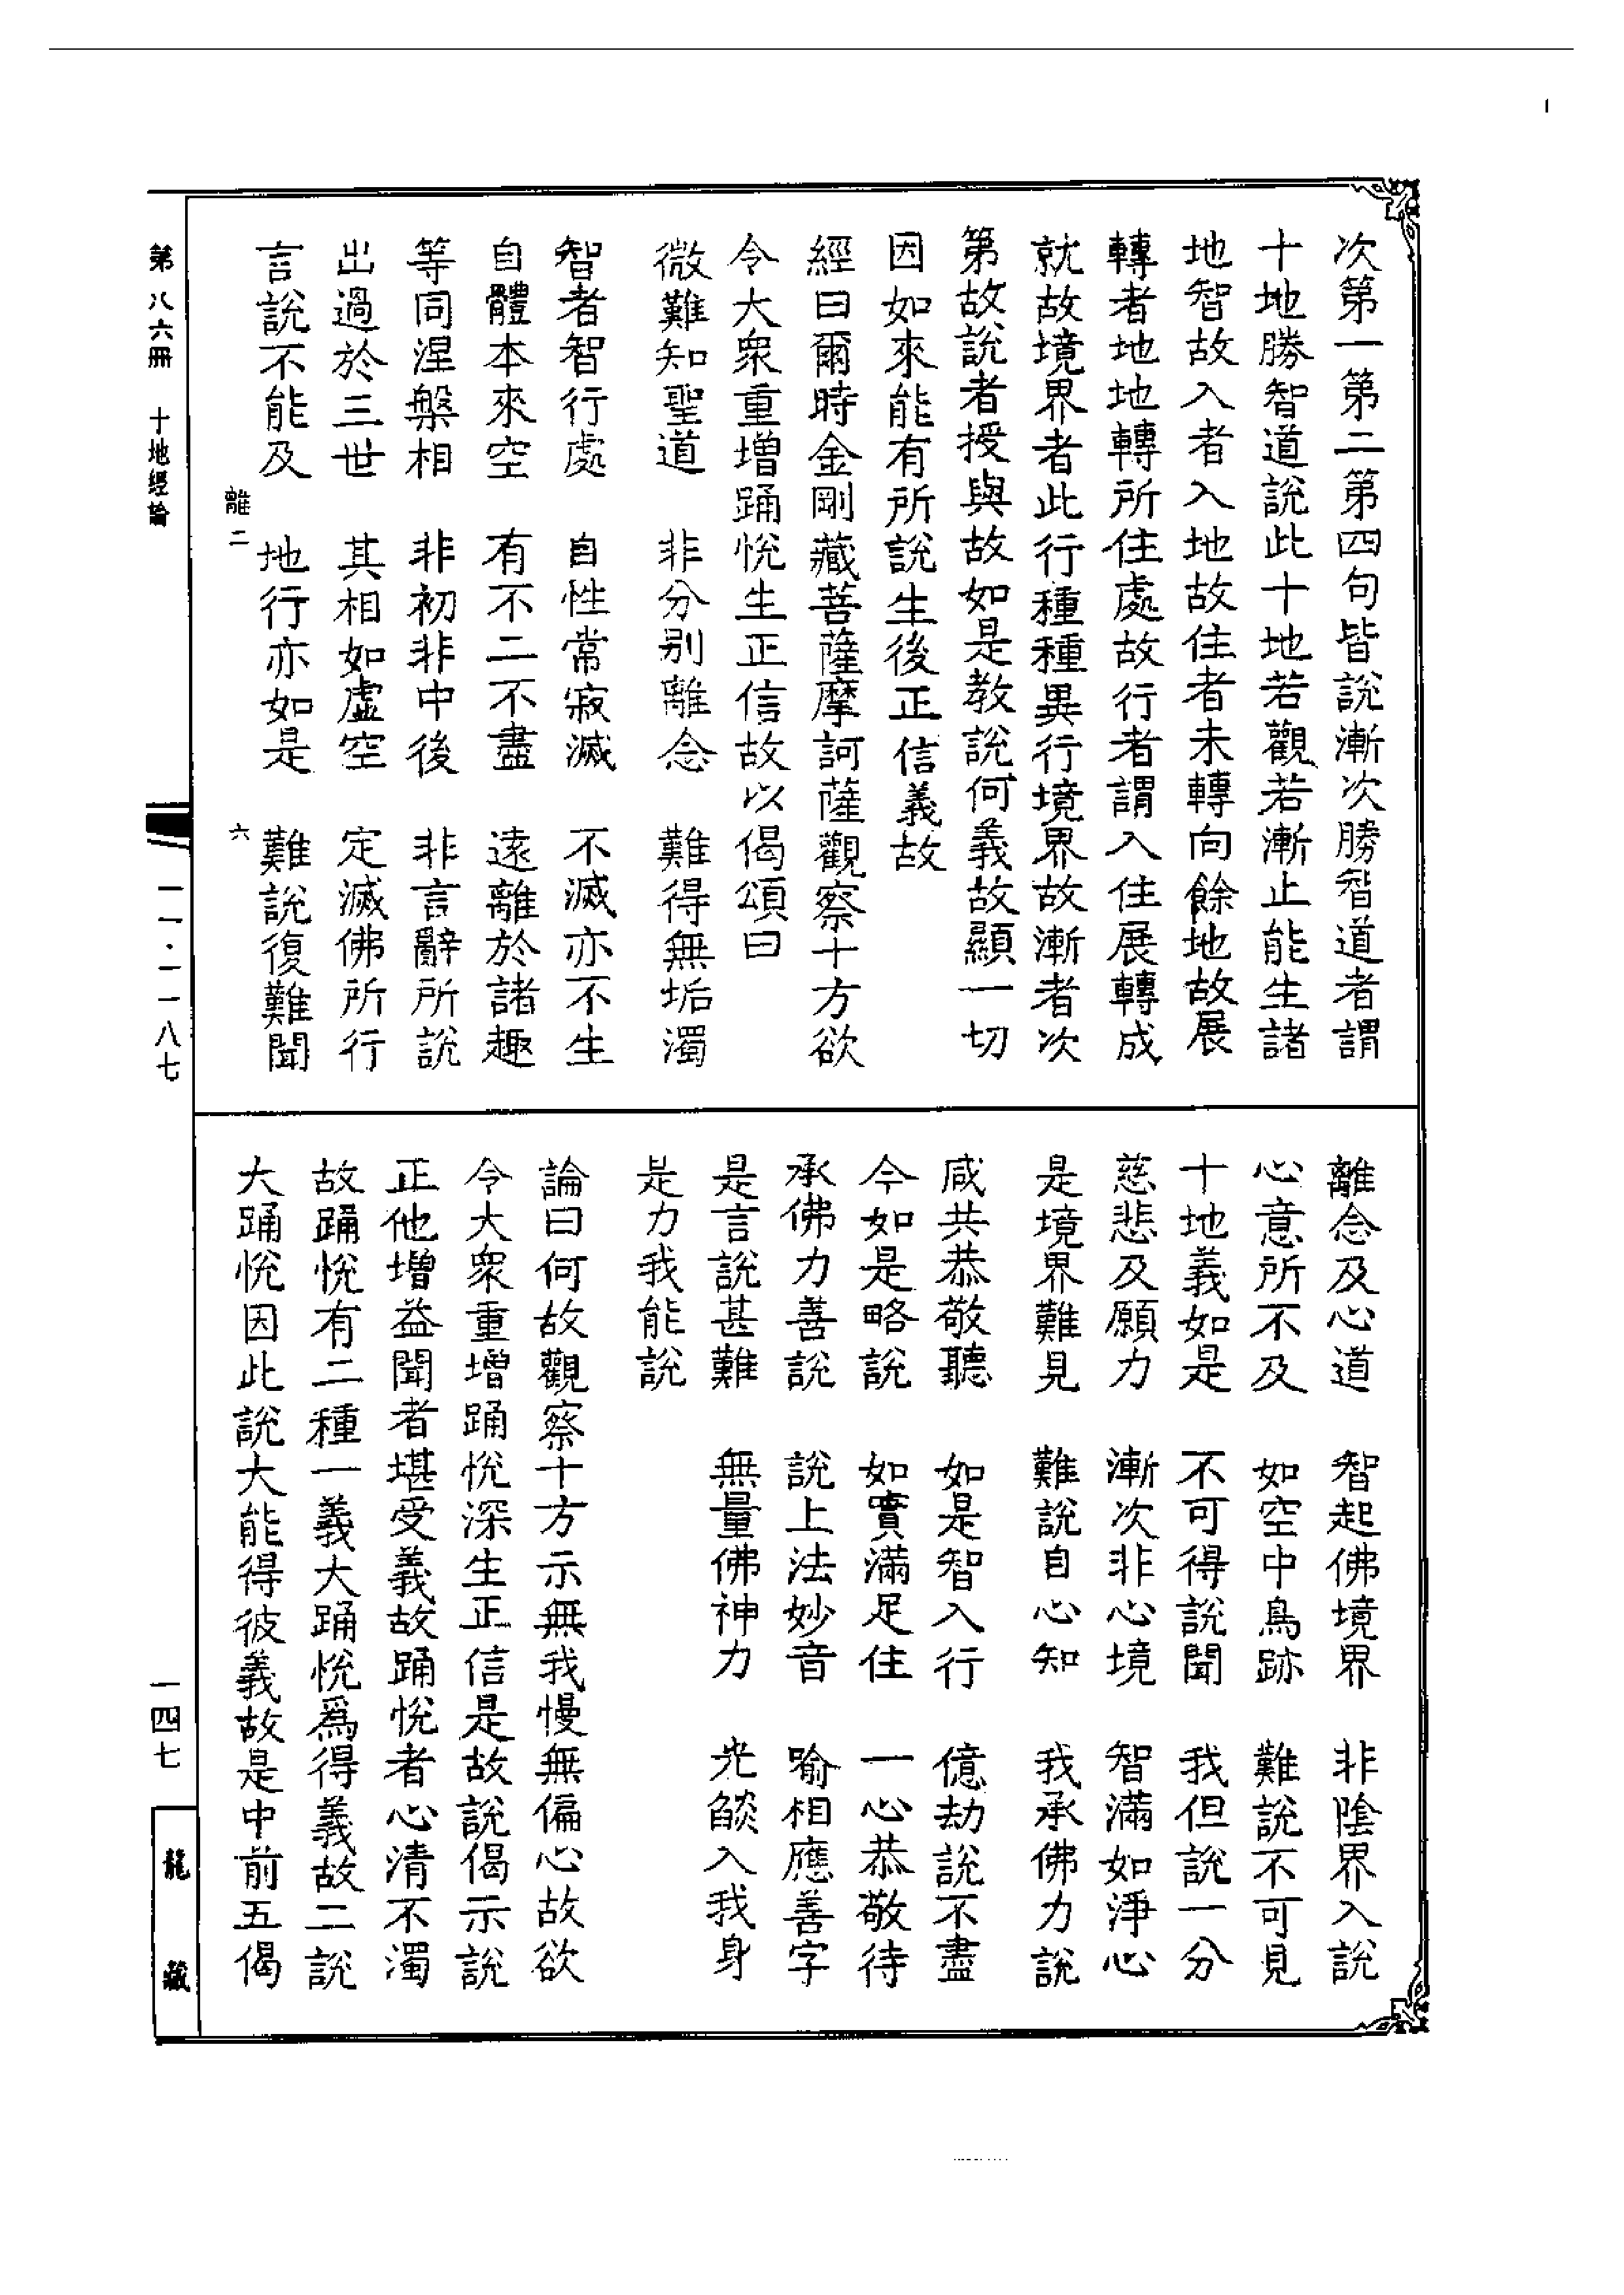 次第一第二第四句皆說漸次勝智道者謂
十地勝智道說此十地若觀若漸止能生諸
地智故入者入地故住者未轉向餘地故展
轉者地地轉所住處故行者謂入住展轉成
就故境界者此行種種異行境界故漸者次
第故說者授與故如是教說何義故顯一切
因如來能有所說生後正信義故
經曰爾時金剛藏菩薩摩訶薩觀察十方欲
令大衆重增踊悅生正信故以偈頌曰
微難知聖道　非分別離念　難得無垢濁
智者智行處　自性常寂滅　不滅亦不生
自體本來空　有不二不盡　遠離於諸趣
等同涅槃相　非初非中後　非言辭所說
出過於三世　其相如虛空　定滅佛所行
言說不能及　地行亦如是　難說復難聞
離二　六
離念及心道　智起佛境界　非陰界入說
心意所不及　如空中鳥跡　難說不可見
十地義如是　不可得說聞　我但說一分
慈悲及願力　漸次非心境　智滿如淨心
是境界難見　難說自心知　我承佛力說
咸共恭敬聽　如是智入行　億劫說不盡
今如是略說　如實滿足住　一心恭敬待
承佛力善說　說上法妙音　喻相應善字
是言說甚難　無量佛神力　光燄入我身
是力我能說
論曰何故觀察十方示無我慢無偏心故欲
令大衆重增踊悅深生正信是故說偈示說
正他增益聞者堪受義故踊悅者心清不濁
故踊悅有二種一義大踊悅爲得義故二說
大踊悅因此說大能得彼義故是中前五偈
第八六冊　十地經論
一一·一一八七
一四七
龍藏
1